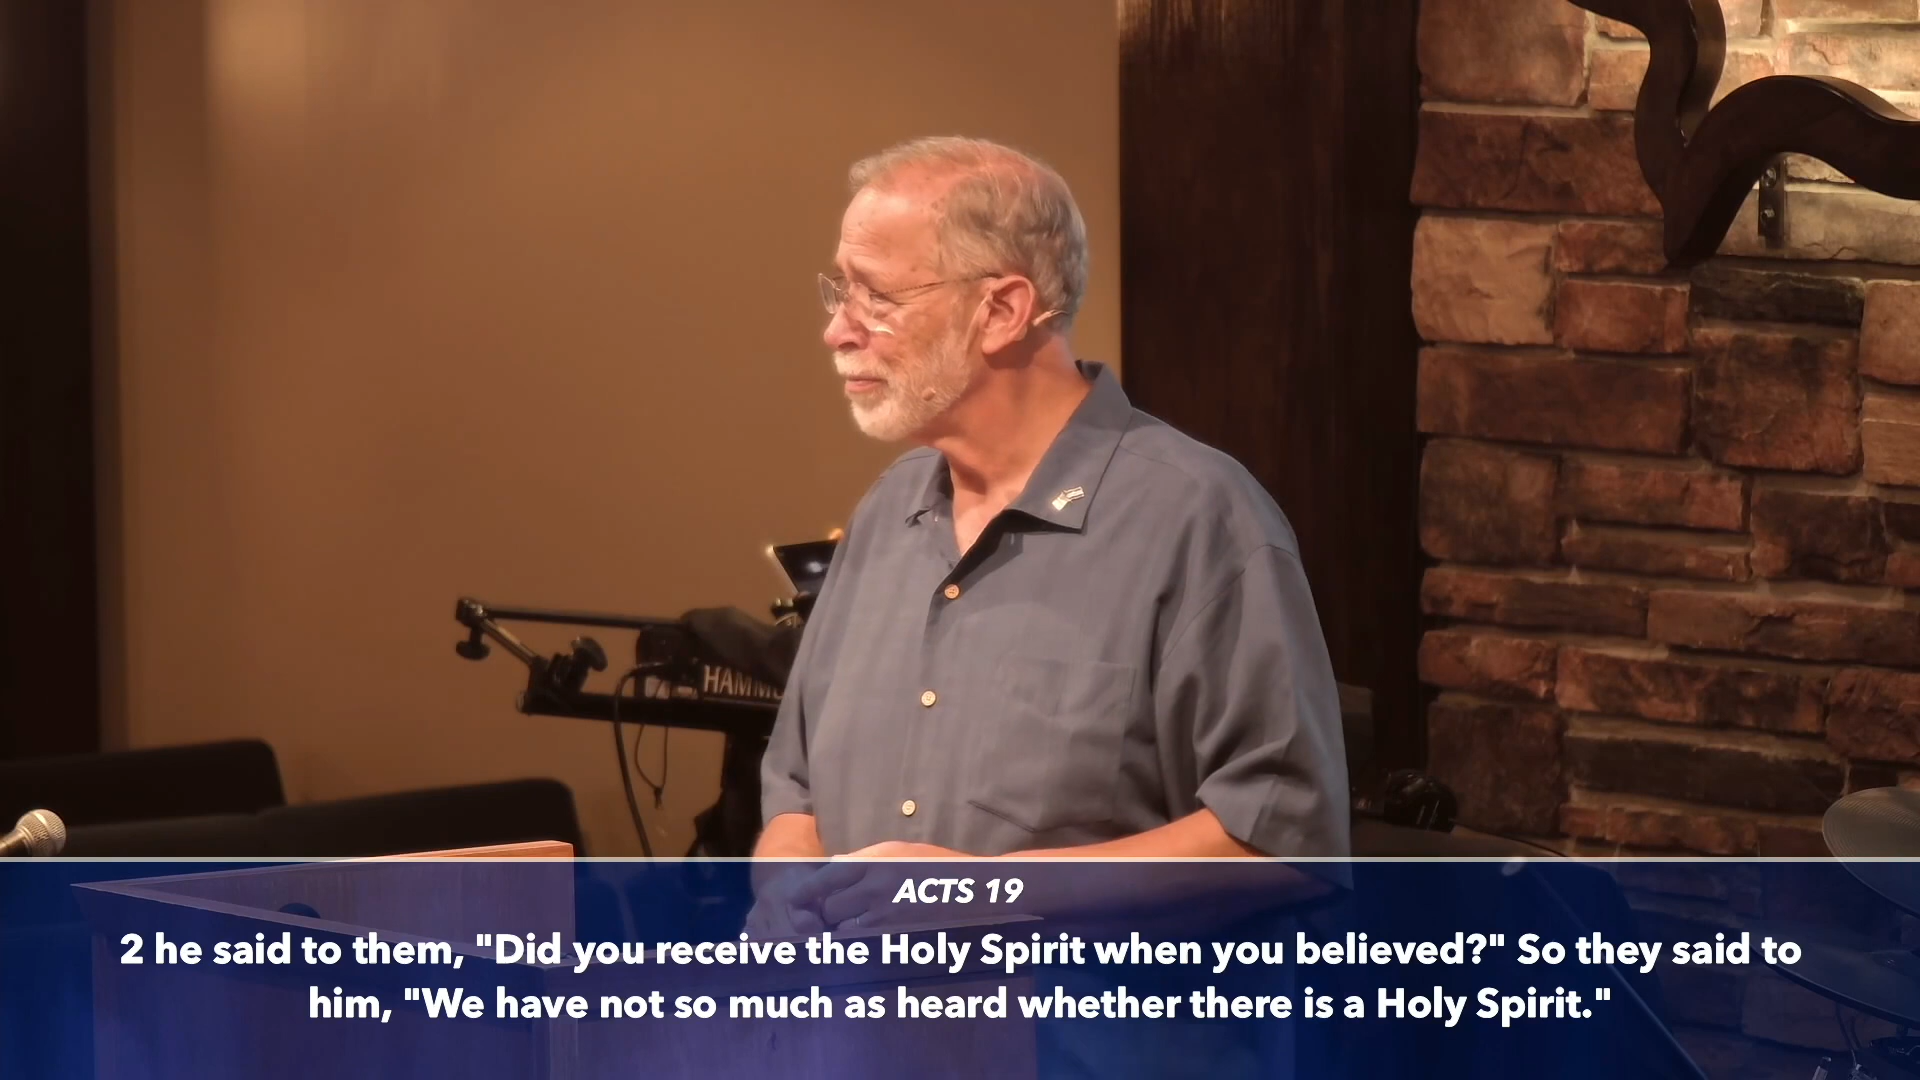 HAMMO
ACTS 19
2 he said to them, "Did you receive the Holy Spirit when you believed?" So they said to
him, "We have not so much as heard whether there is a Holy Spirit."